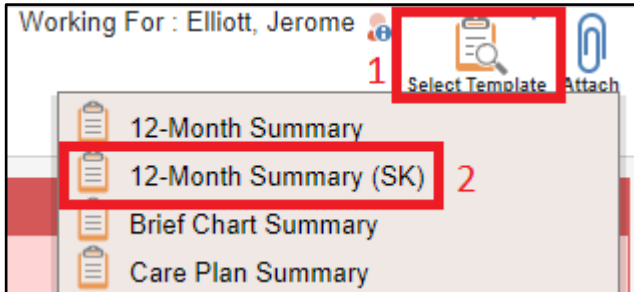 Working For : Elliott, Jerome
1
Select Template
Attach
12-Month Summary
12-Month Summary (SK)
2
Brief Chart Summary
Care Plan Summary